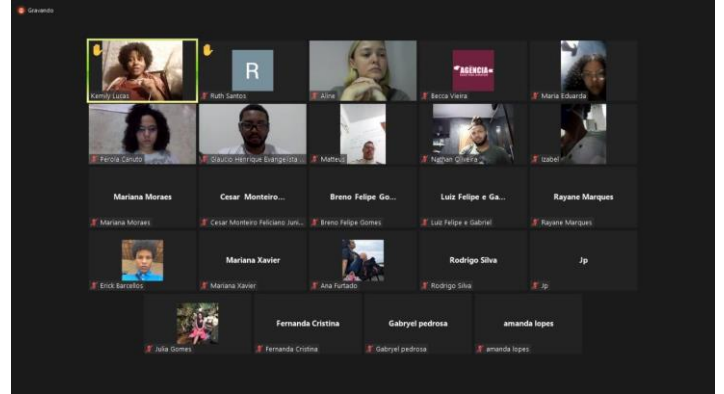 Gravando
Kemily Lucas
R
Ruth Santos
Aline
AGÊNCIA
Becca Vieira
Maria Eduarda
Perola Canuto
Glaucio Henrique Evangelista ...
Matteus
Nathan Oliveira
Izabel
Mariana Moraes
Mariana Moraes
Cesar Monteiro...
Cesar Monteiro Feliciano Juni...
Breno Felipe Go...
Breno Felipe Gomes
Luiz Felipe e Ga...
Luiz Felipe e Gabriel
Rayane Marques
Rayane Marques
Erick Barcellos
Mariana Xavier
Mariana Xavier
Ana Furtado
Rodrigo Silva
Rodrigo Silva
Jp
Jp
Julia Gomes
Fernanda Cristina
Fernanda Cristina
Gabryel pedrosa
Gabryel pedrosa
amanda lopes
amanda lopes